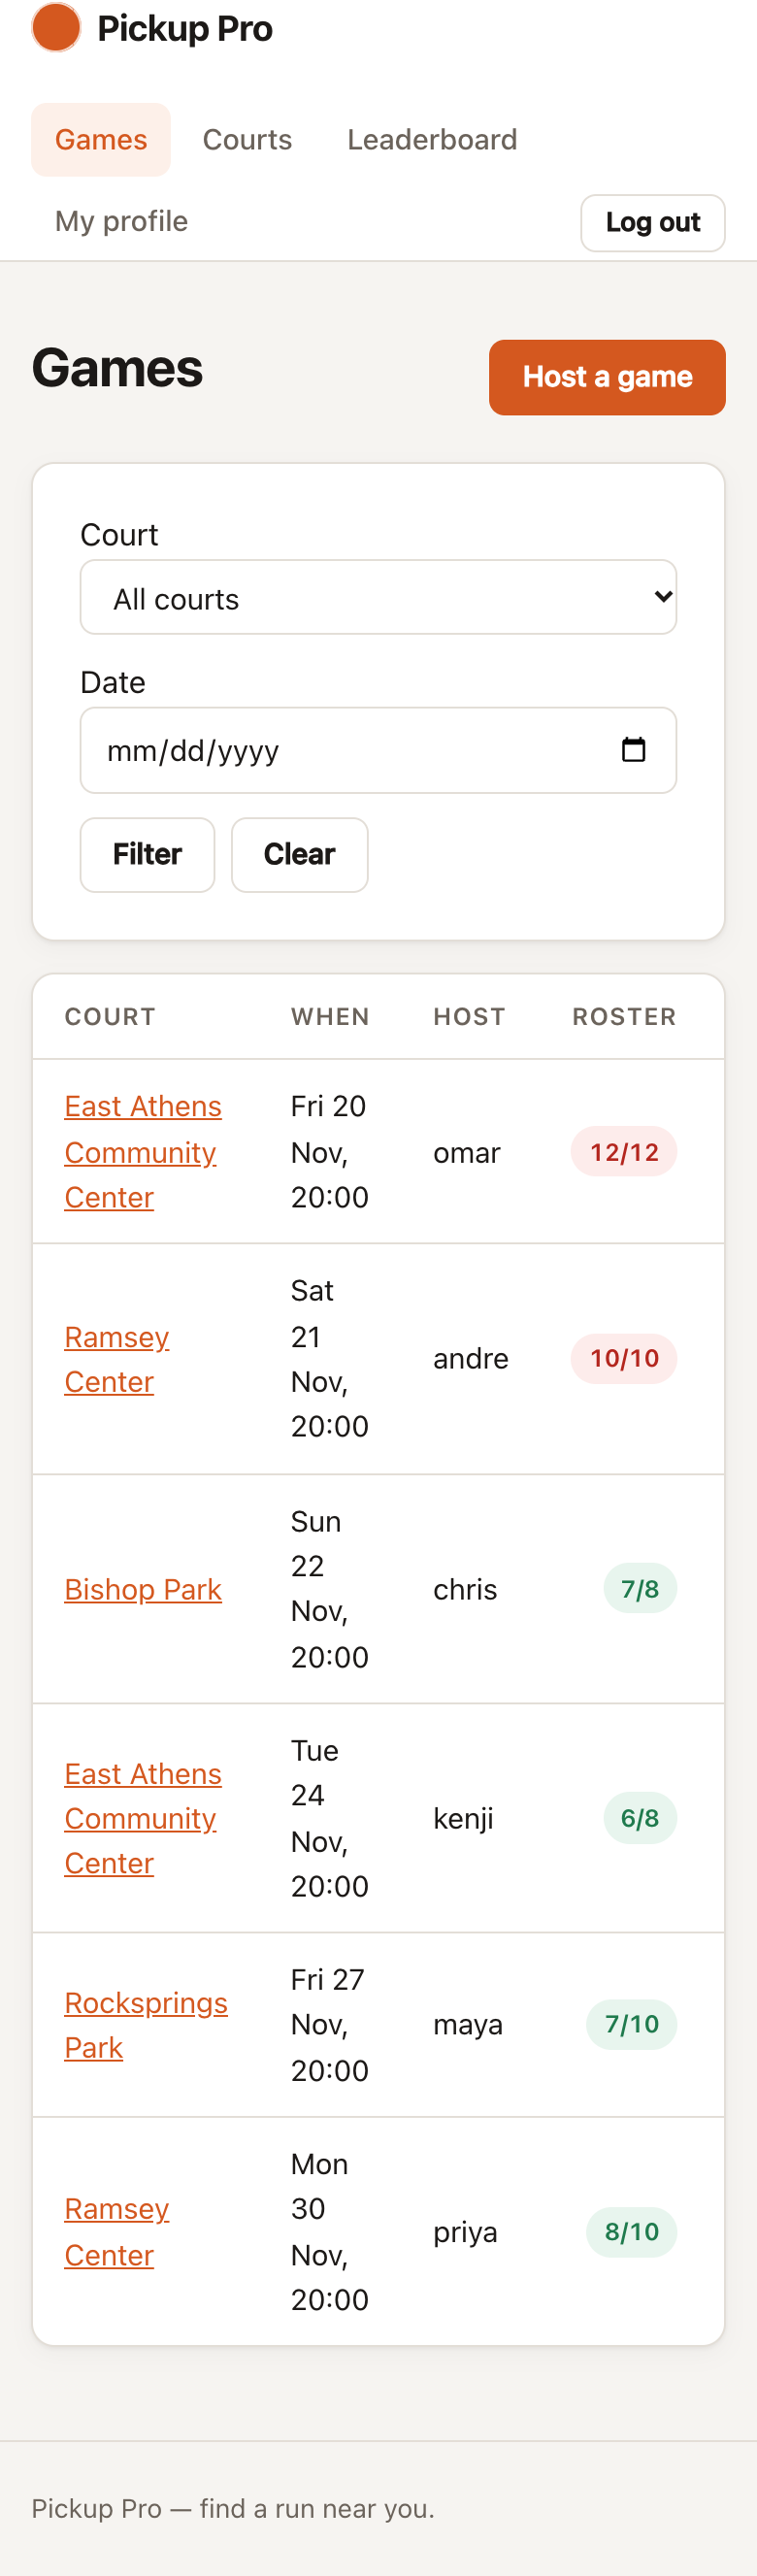 Pickup Pro
Games Courts Leaderboard
My profile Log out
Games Host a game
Court
All courts
Date
mm/dd/yyyy
Filter Clear
COURT WHEN HOST ROSTER
East Athens
Community
Center
Fri 20
Nov,
20:00
omar
12/12
Ramsey
Center
Sat
21
Nov,
20:00
andre
10/10
Bishop Park
Sun
22
Nov,
20:00
chris
7/8
East Athens
Community
Center
Tue
24
Nov,
20:00
kenji
6/8
Rocksprings
Park
Fri 27
Nov,
20:00
maya
7/10
Ramsey
Center
Mon
30
Nov,
20:00
priya
8/10
Pickup Pro — find a run near you.